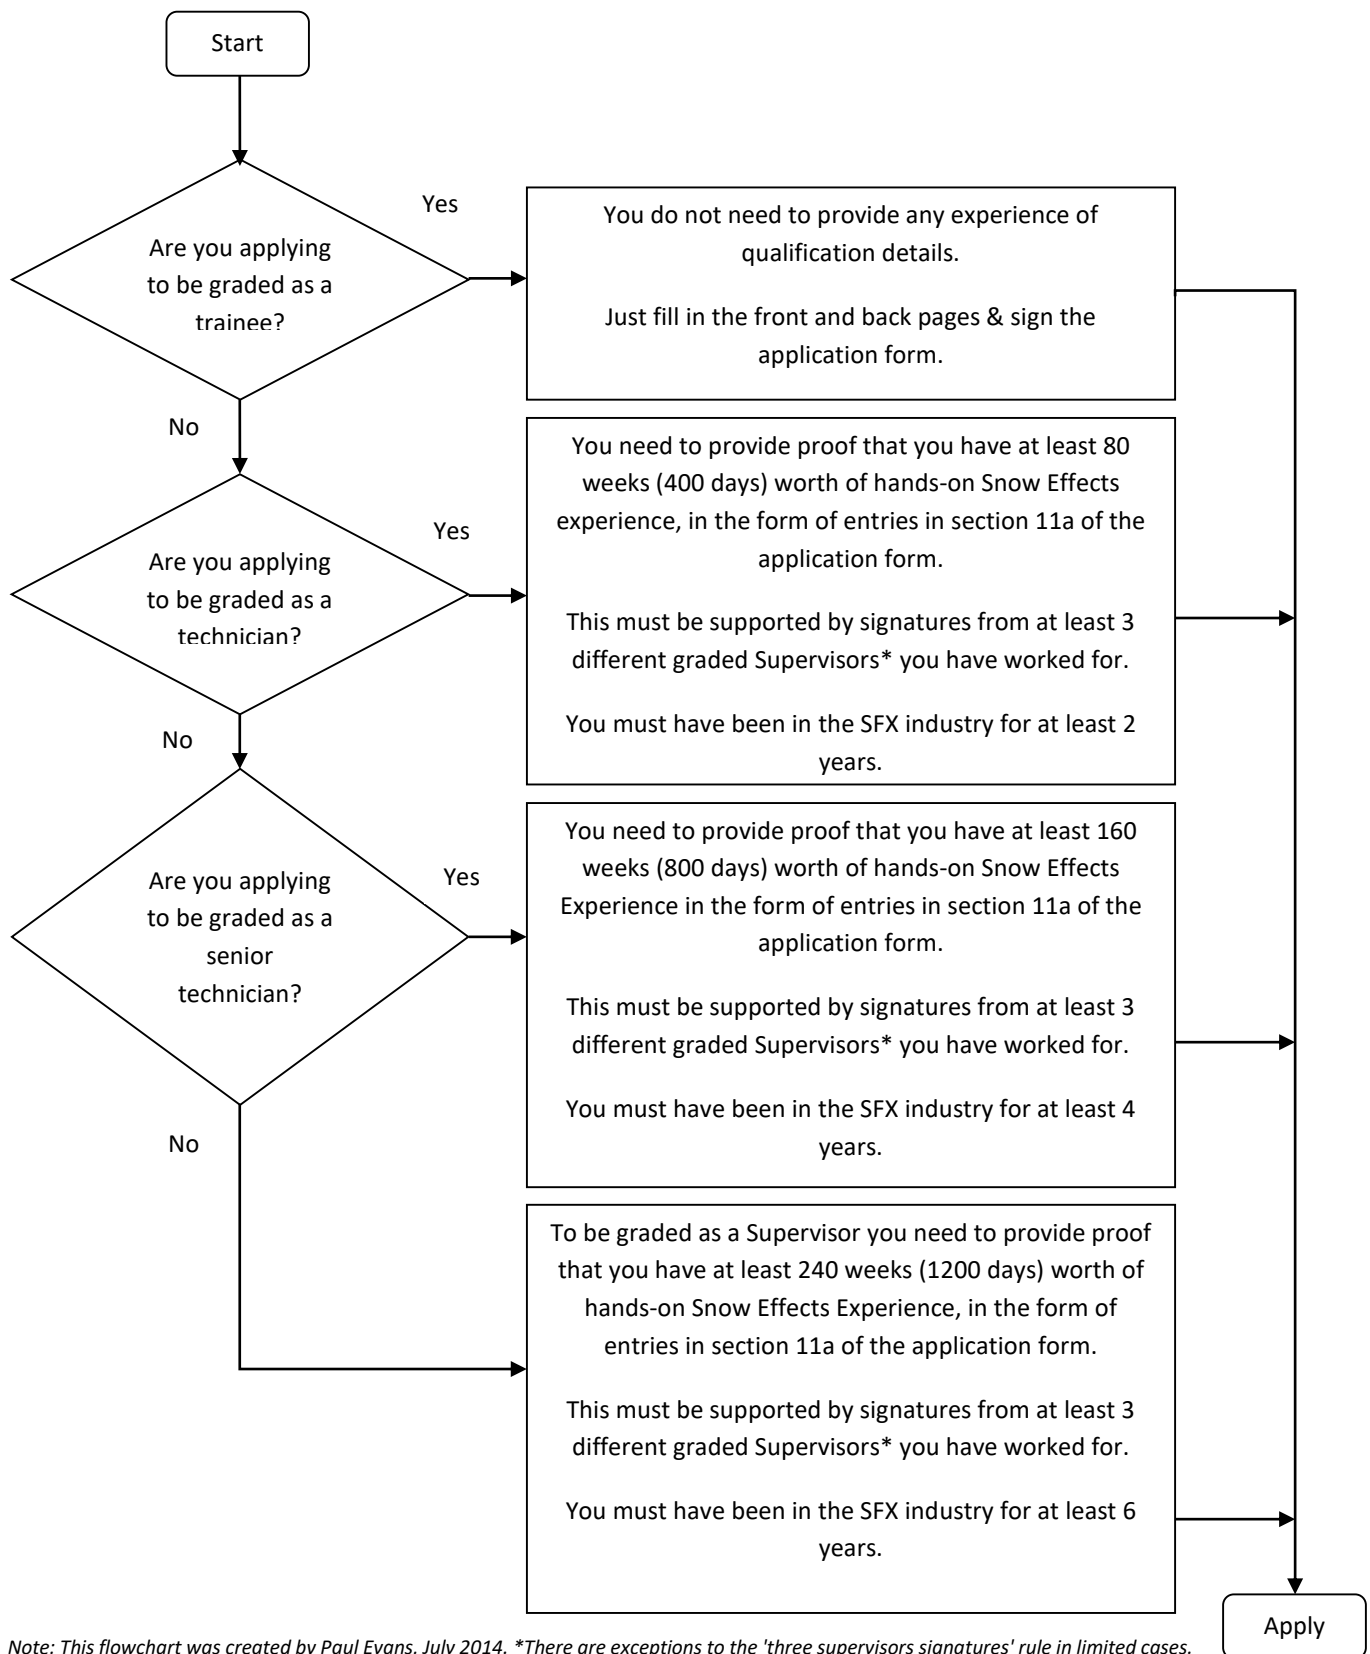 Start
Yes
Are you applying
to be graded as a
trainee?
You do not need to provide any experience of
qualification details.
Just fill in the front and back pages & sign the
application form.
No
Yes
Are you applying
to be graded as a
technician?
You need to provide proof that you have at least 80
weeks (400 days) worth of hands-on Snow Effects
experience, in the form of entries in section 11a of the
application form.
This must be supported by signatures from at least 3
different graded Supervisors* you have worked for.
You must have been in the SFX industry for at least 2
years.
No
Yes
Are you applying
to be graded as a
senior
technician?
You need to provide proof that you have at least 160
weeks (800 days) worth of hands-on Snow Effects
Experience in the form of entries in section 11a of the
application form.
This must be supported by signatures from at least 3
different graded Supervisors* you have worked for.
You must have been in the SFX industry for at least 4
years.
No
To be graded as a Supervisor you need to provide proof
that you have at least 240 weeks (1200 days) worth of
hands-on Snow Effects Experience, in the form of
entries in section 11a of the application form.
This must be supported by signatures from at least 3
different graded Supervisors* you have worked for.
You must have been in the SFX industry for at least 6
years.
Apply
Note: This flowchart was created by Paul Evans, July 2014. *There are exceptions to the 'three supervisors signatures' rule in limited cases.